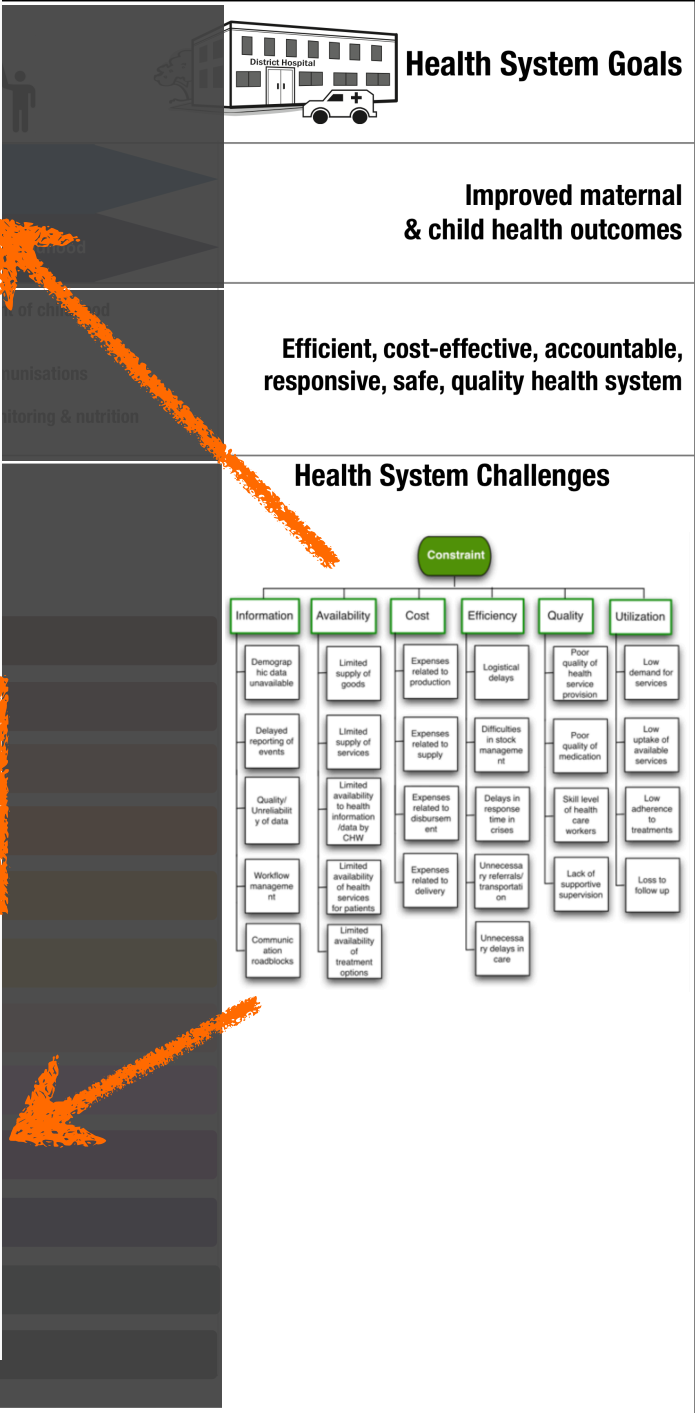 District Hospital
Health System Goals
Improved maternal
& child health outcomes
of childhood
Efficient, cost-effective, accountable,
responsive, safe, quality health system
& nutrition
Health System Challenges
Constraint
Information
Availability
Cost
Efficiency
Quality
Utilization
Demograp
hic data
unavailable
Limited
supply of
goods
Expenses
related to
production
Logistical
delays
Poor
quality of
health
service
provision
Low
demand for
services
Delayed
reporting of
events
LImited
supply of
services
Expenses
related to
supply
Difficulties
in stock
manageme
nt
Poor
quality of
medication
Low
uptake of
available
services
Quality/
Unreliabilit
y of data
Limited
availability
to health
information
/data by
CHW
Expenses
related to
disbursem
ent
Delays in
response
time in
crises
Skill level
of health
care
workers
Low
adherence
to
treatments
Workflow
manageme
nt
Limited
availability
of health
services
for patients
Expenses
related to
delivery
Unnecessa
ry referrals/
transportati
on
Lack of
supportive
supervision
Loss to
follow up
Communic
ation
roadblocks
Limited
availability
of
treatment
options
Unnecessa
ry delays in
care